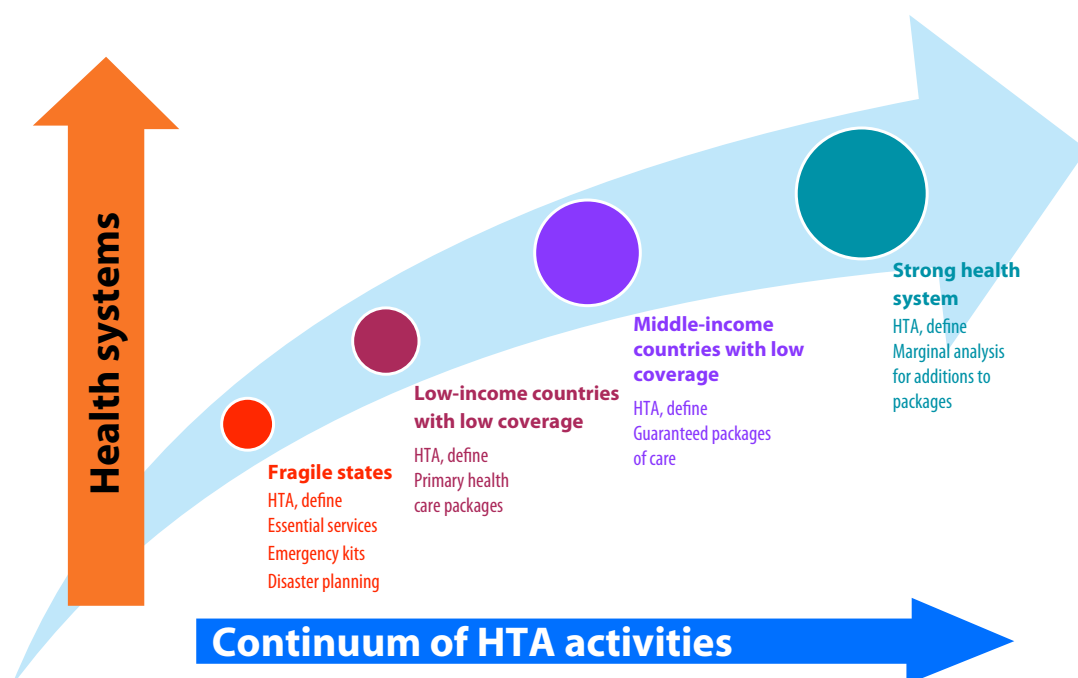 Health systems
Fragile states
HTA, define
Essential services
Emergency kits
Disaster planning
Low-income countries
with low coverage
HTA, define
Primary health
care packages
Middle-income
countries with low
coverage
HTA, define
Guaranteed packages
of care
Strong health
system
HTA, define
Marginal analysis
for additions to
packages
Continuum of HTA activities